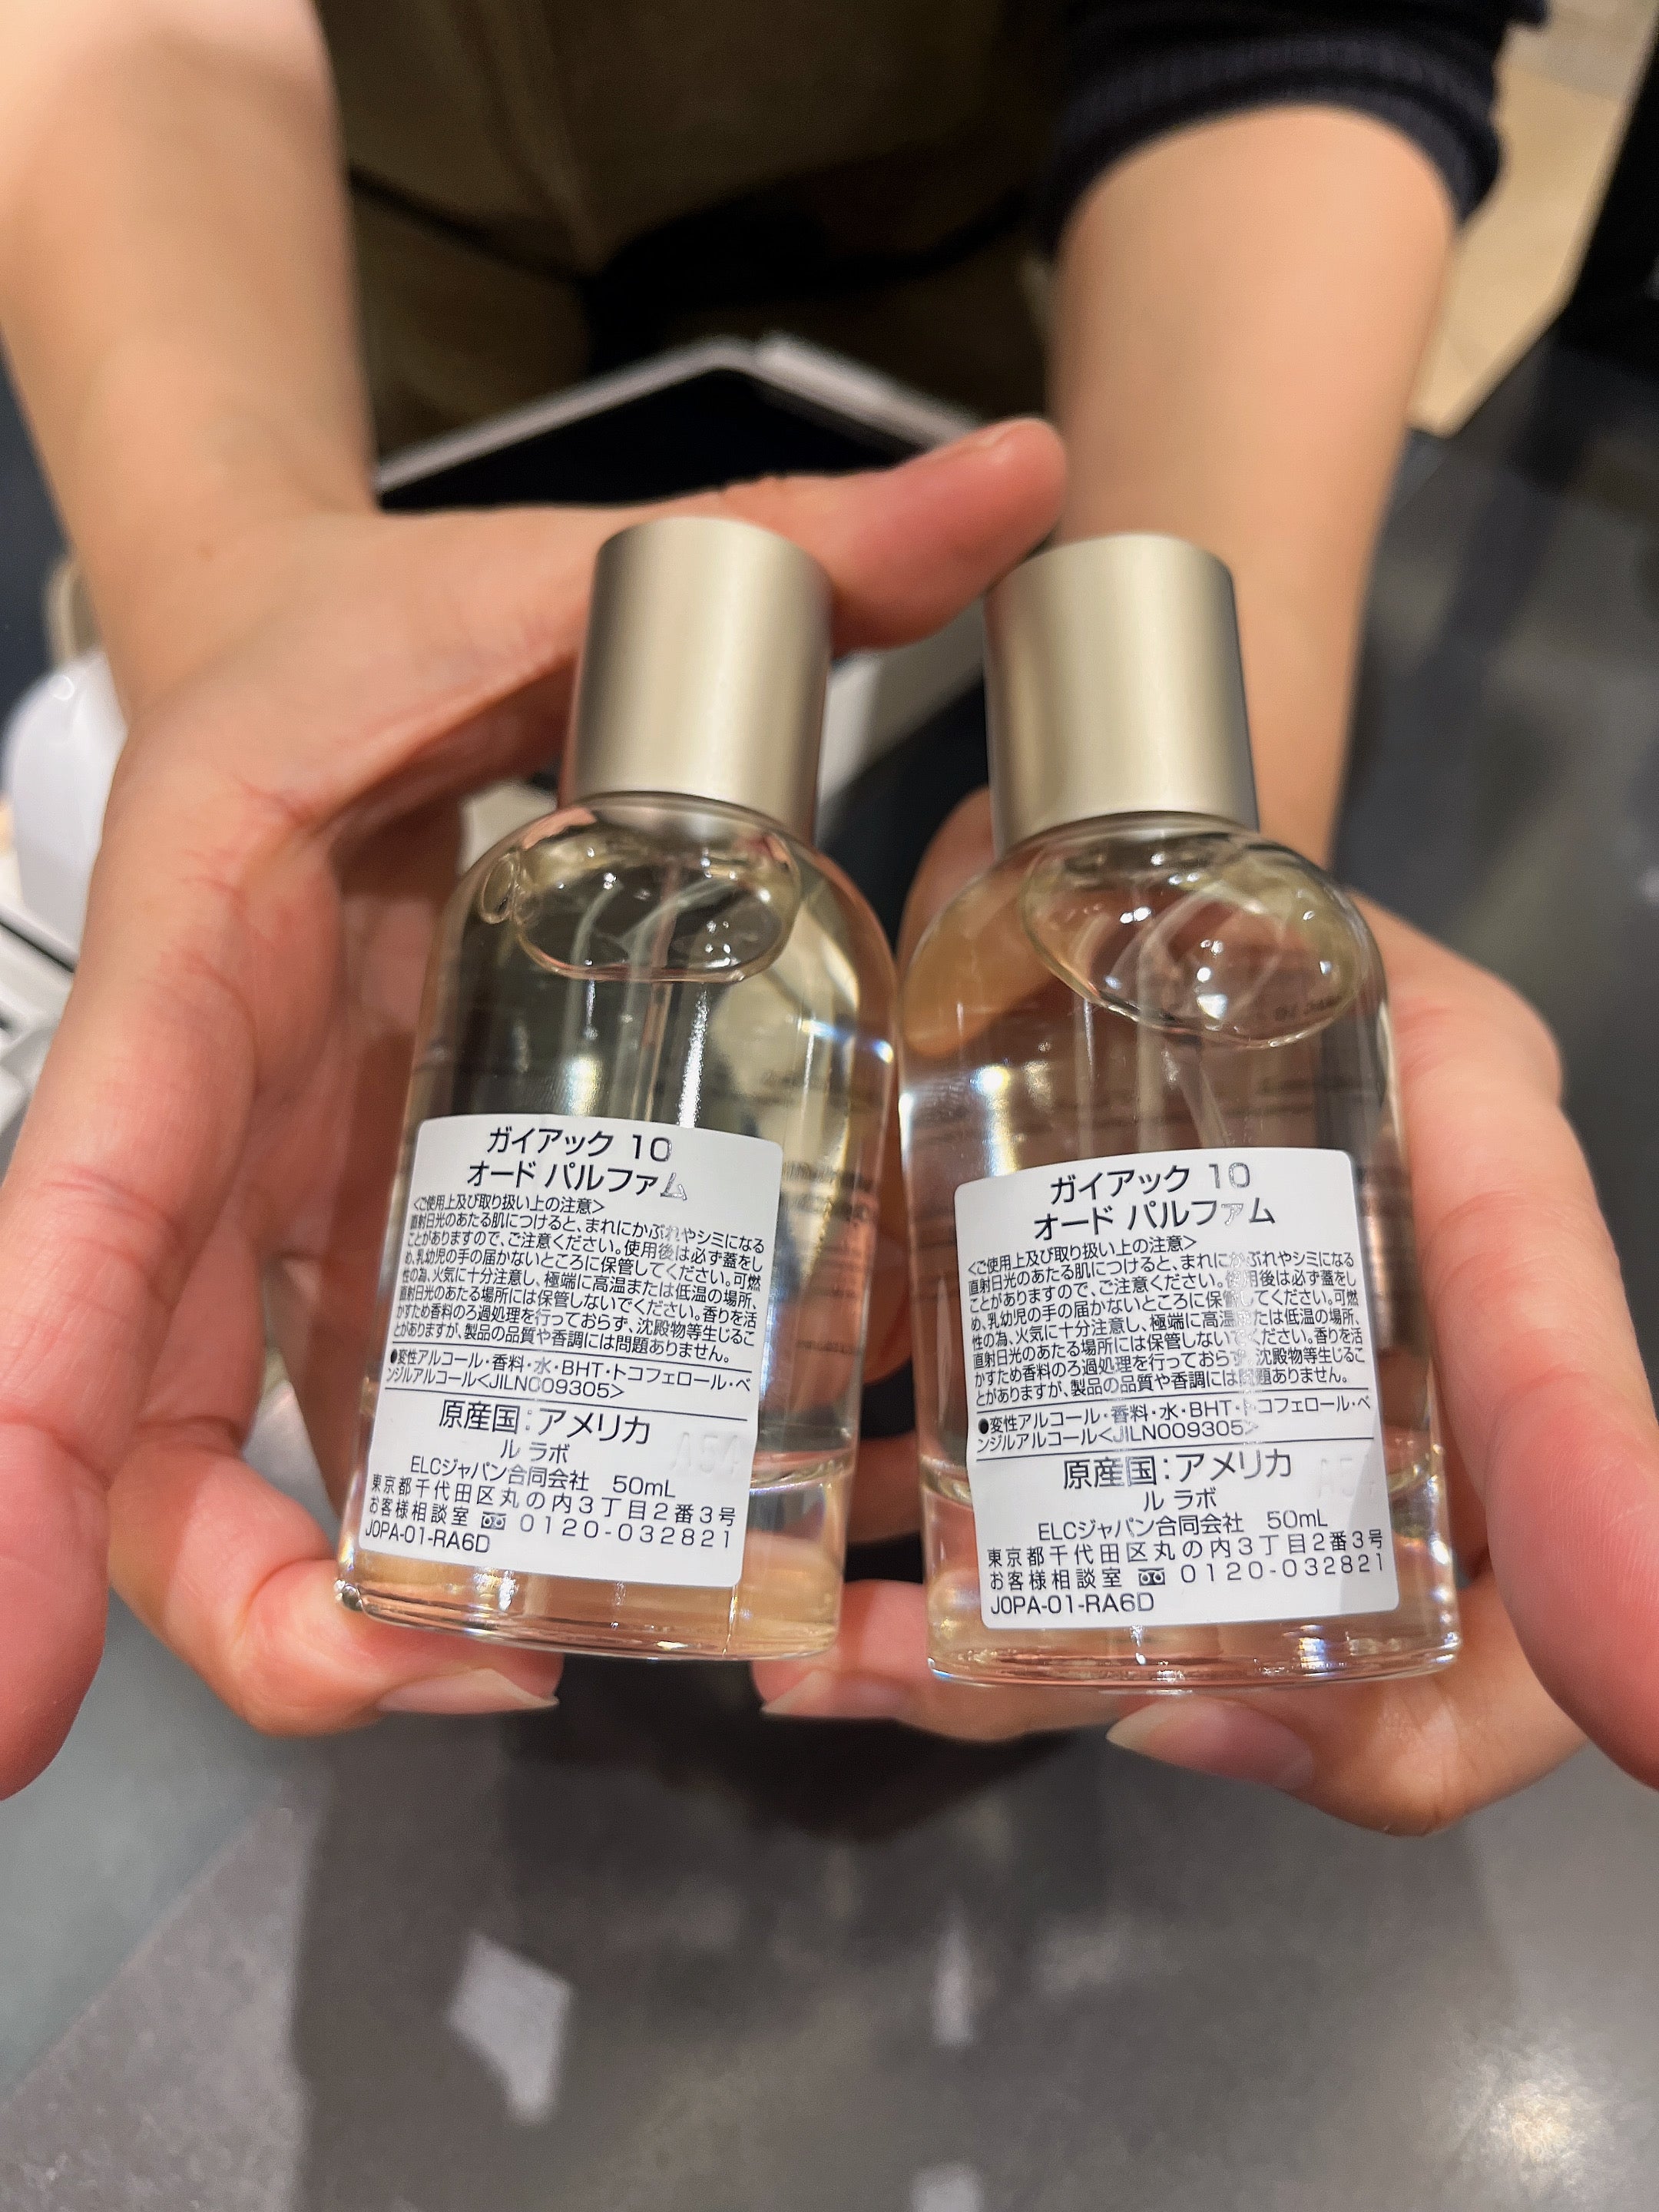 ガイアック 10
オード パルファム
<ご使用上及び取り扱い上の注意>
直射日光のあたる肌につけると、まれにかぶれやシミになる
ことがありますので、ご注意ください。使用後は必ず蓋をし
め、乳幼児の手の届かないところに保管してください。可燃
性の為、火気に十分注意し、極端に高温または低温の場所、
直射日光のあたる場所には保管しないでください。香りを活
かすため香料のろ過処理を行っておらず、沈殿物等生じるこ
とがありますが、製品の品質や香調には問題ありません。
●変性アルコール・香料・水・BHT・トコフェロール・ベ
ンジルアルコール<JILN009305>
原産国：アメリカ
ル ラボ
ELCジャパン合同会社 50mL
東京都千代田区丸の内3丁目2番3号
お客様相談室 0120-032821
J0PA-01-RA6D
A54
ガイアック 10
オード パルファム
<ご使用上及び取り扱い上の注意>
直射日光のあたる肌につけると、まれにかぶれやシミになる
ことがありますので、ご注意ください。使用後は必ず蓋をし
め、乳幼児の手の届かないところに保管してください。可燃
性の為、火気に十分注意し、極端に高温または低温の場所、
直射日光のあたる場所には保管しないでください。香りを活
かすため香料のろ過処理を行っておらず、沈殿物等生じるこ
とがありますが、製品の品質や香調には問題ありません。
●変性アルコール・香料・水・BHT・トコフェロール・ベ
ンジルアルコール<JILN009305>
原産国：アメリカ
ル ラボ
ELCジャパン合同会社 50mL
東京都千代田区丸の内3丁目2番3号
お客様相談室 0120-032821
J0PA-01-RA6D